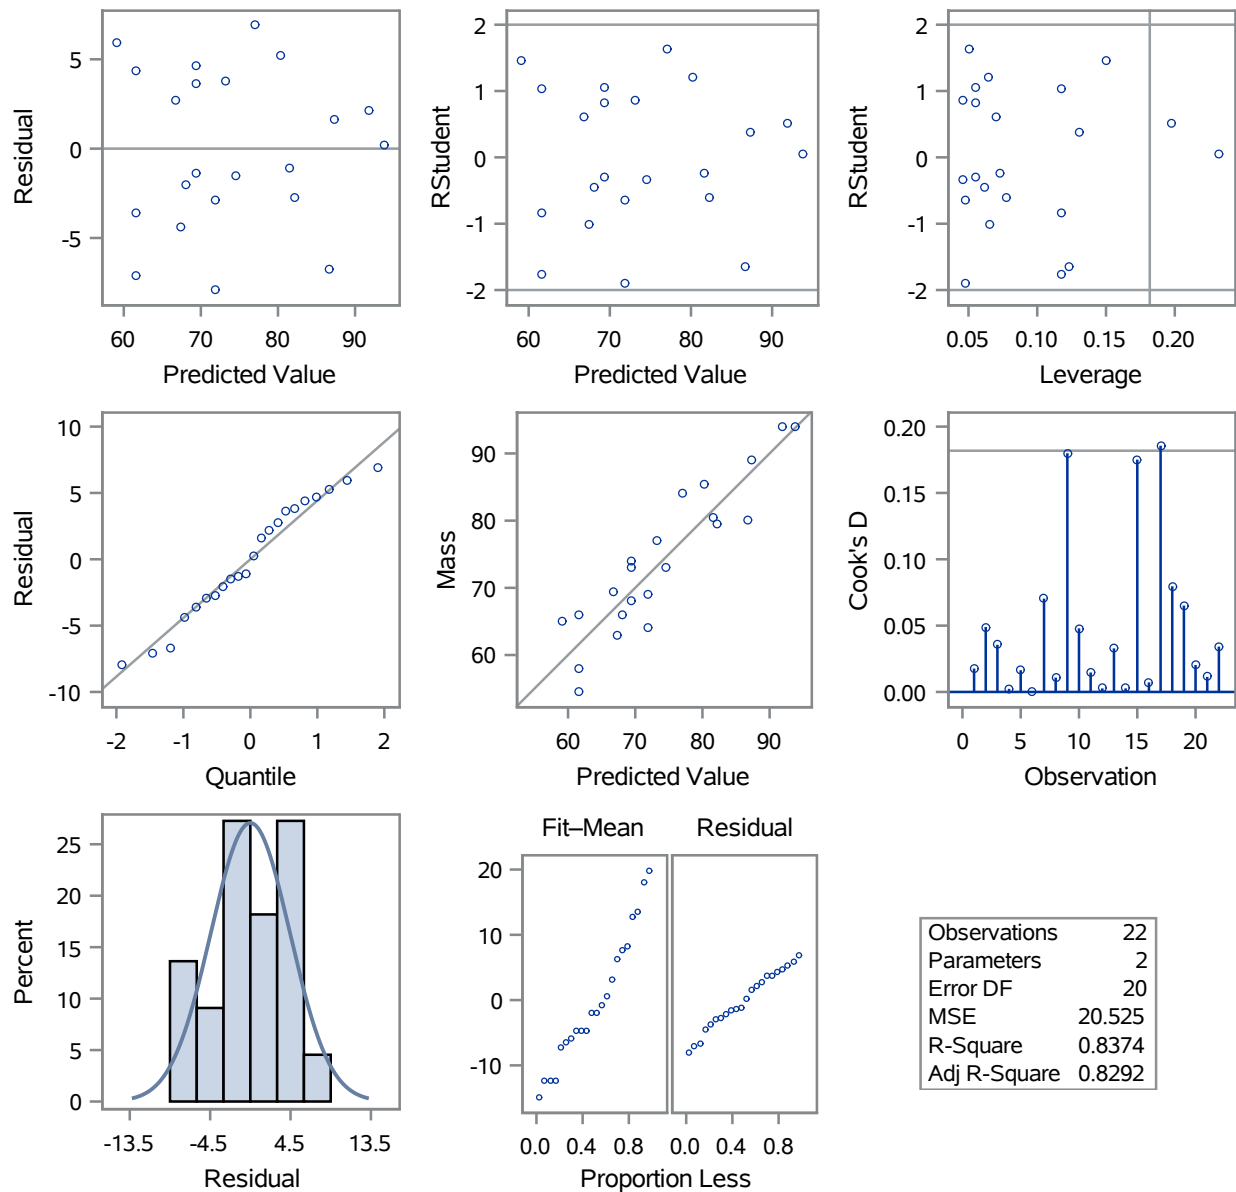 5
0
-5
Residual
60 70 80 90
Predicted Value
2
1
0
-1
-2
RStudent
60 70 80 90
Predicted Value
2
1
0
-1
-2
RStudent
0.05 0.10 0.15 0.20
Leverage
10
5
0
-5
-10
Residual
-2 -1 0 1 2
Quantile
90
80
70
60
Mass
60 70 80 90
Predicted Value
0.20
0.15
0.10
0.05
0.00
Cook's D
0 5 10 15 20
Observation
25
20
15
10
5
0
Percent
-13.5 -4.5 4.5 13.5
Residual
Fit–Mean Residual
20
10
0
-10
0.0 0.4 0.8 0.0 0.4 0.8
Proportion Less
Observations 22
Parameters 2
Error DF 20
MSE 20.525
R-Square 0.8374
Adj R-Square 0.8292